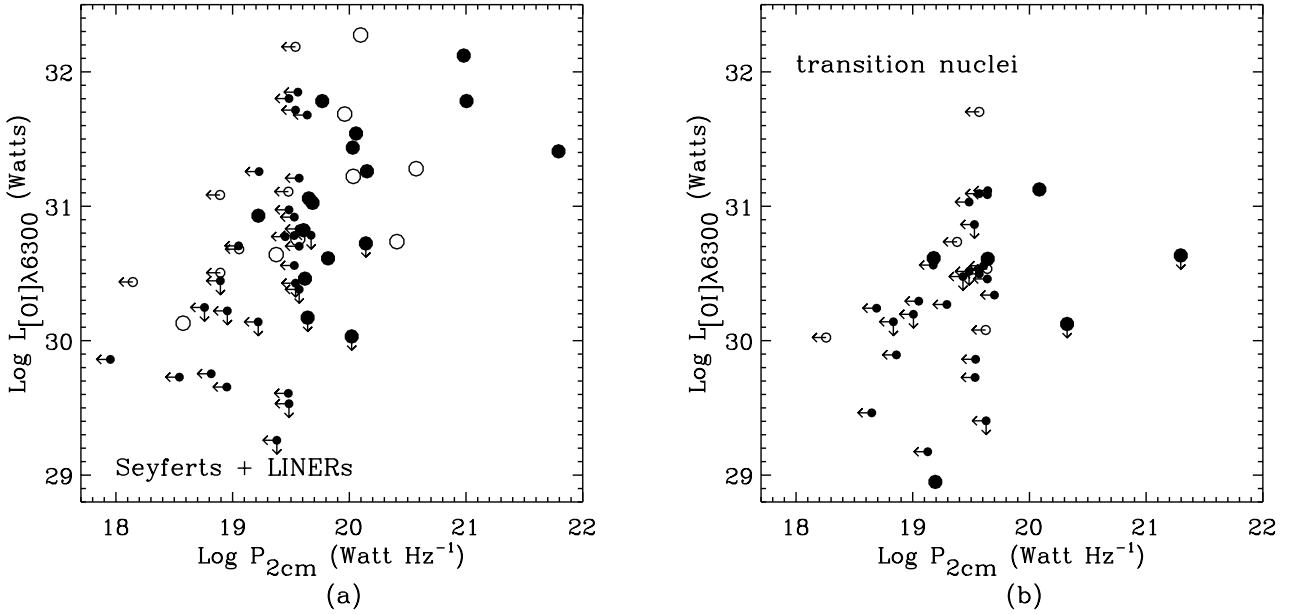 32
31
30
29
Log L[OI]λ6300 (Watts)
Seyferts + LINERs
18 19 20 21 22
Log P2cm (Watt Hz−1)
(a)
32
31
30
29
Log L[OI]λ6300 (Watts)
transition nuclei
18 19 20 21 22
Log P2cm (Watt Hz−1)
(b)